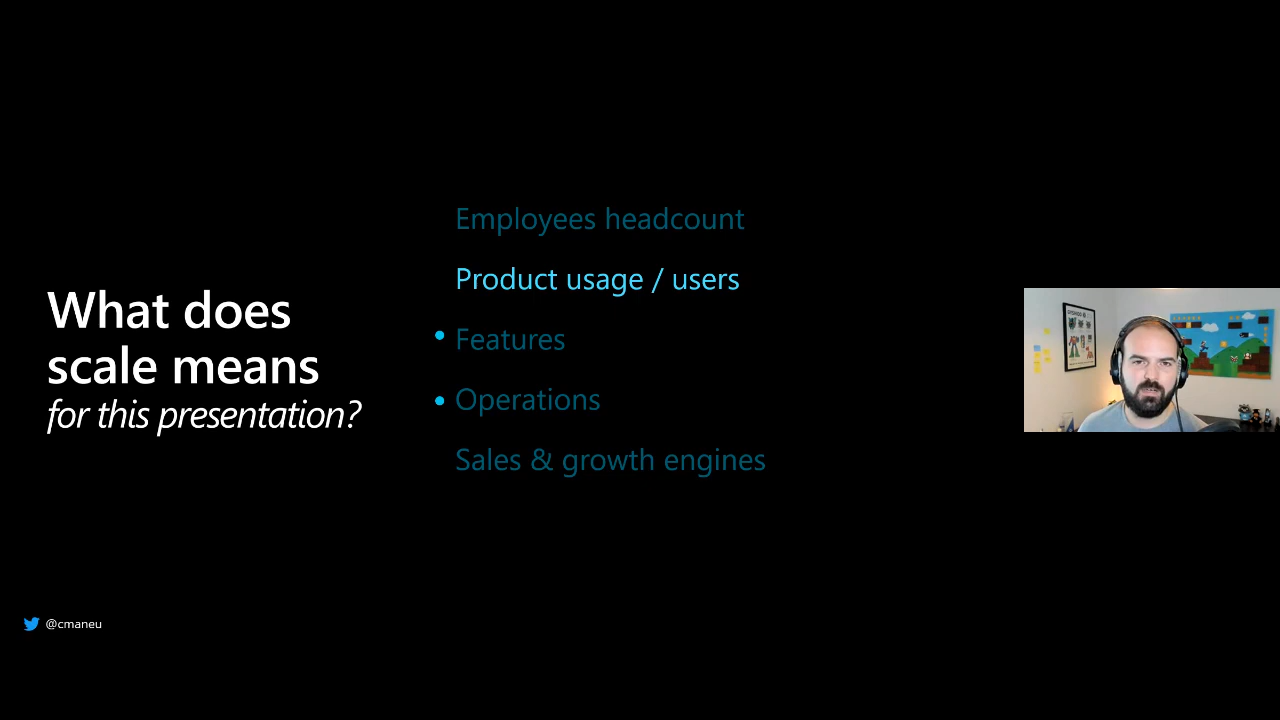 What does
scale means
for this presentation?
Employees headcount
Product usage / users
Features
Operations
Sales & growth engines
@cmaneu